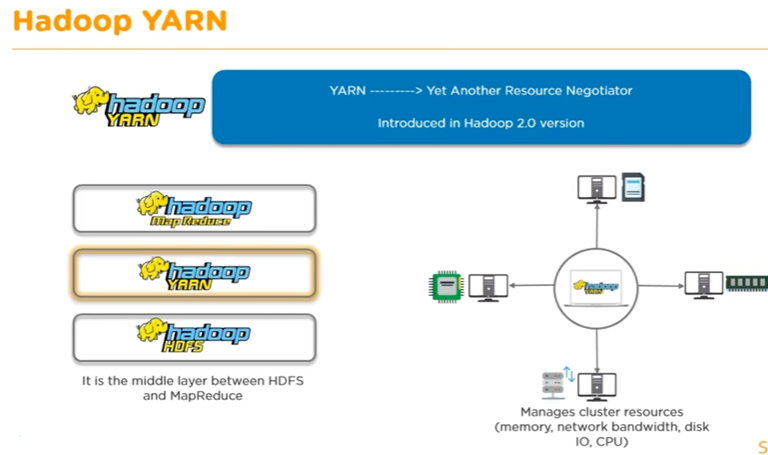 Hadoop YARN
hadoop
YARN
YARN ---------> Yet Another Resource Negotiator
Introduced in Hadoop 2.0 version
hadoop
Map Reduce
hadoop
YARN
hadoop
HDFS
It is the middle layer between HDFS
and MapReduce
hadoop
YARN
Manages cluster resources
(memory, network bandwidth, disk
IO, CPU)
S